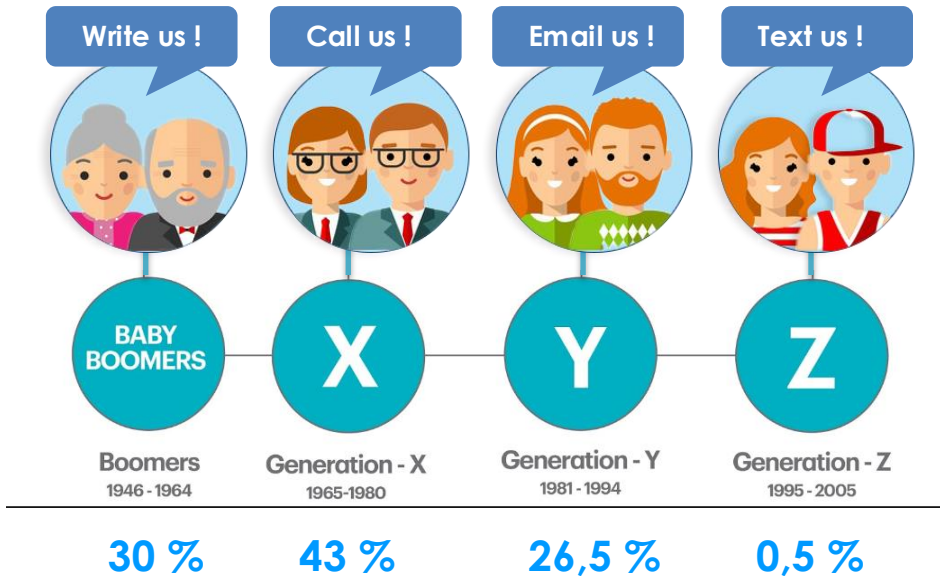 Write us !
Call us !
Email us !
Text us !
BABY
BOOMERS
X
Y
Z
Boomers
1946 - 1964
Generation - X
1965-1980
Generation - Y
1981 - 1994
Generation - Z
1995 - 2005
30 %
43 %
26,5 %
0,5 %